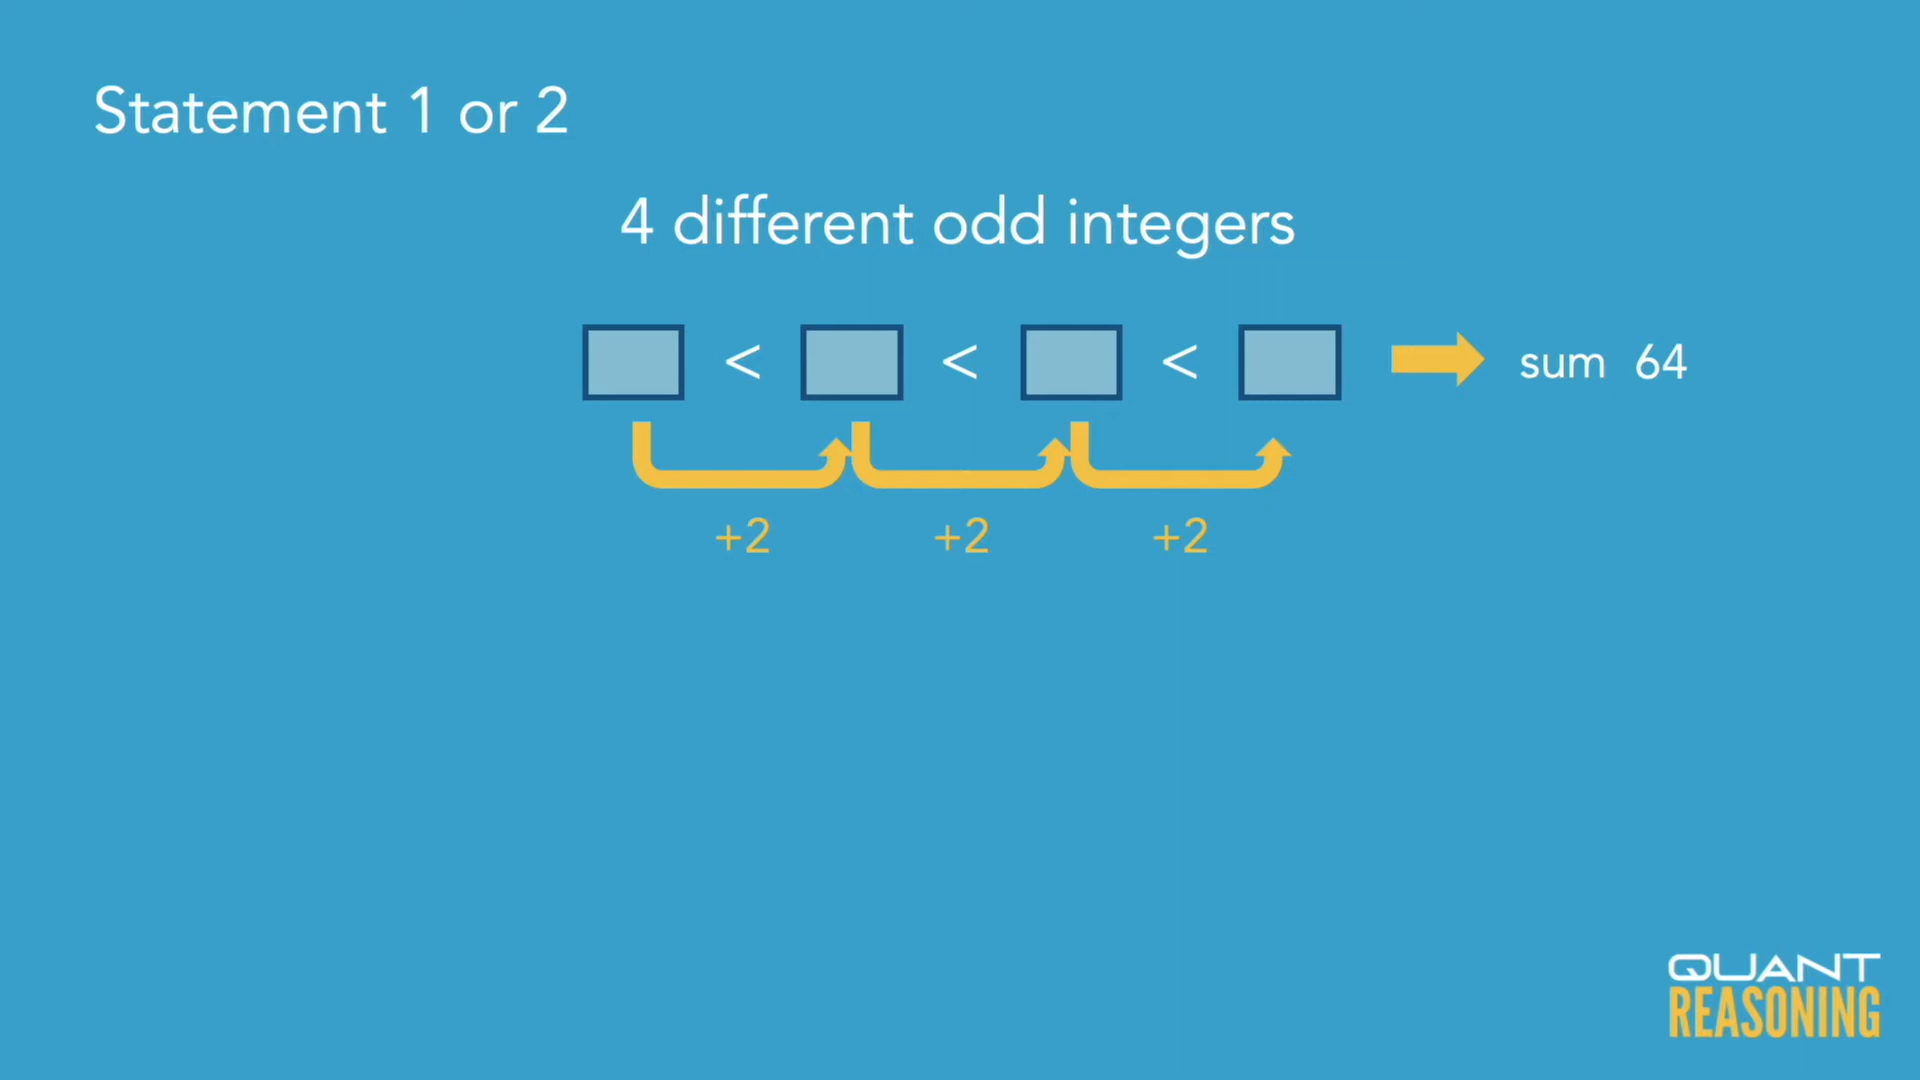 Statement 1 or 2
4 different odd integers
< < < sum 64
+2 +2 +2
QUANT
REASONING